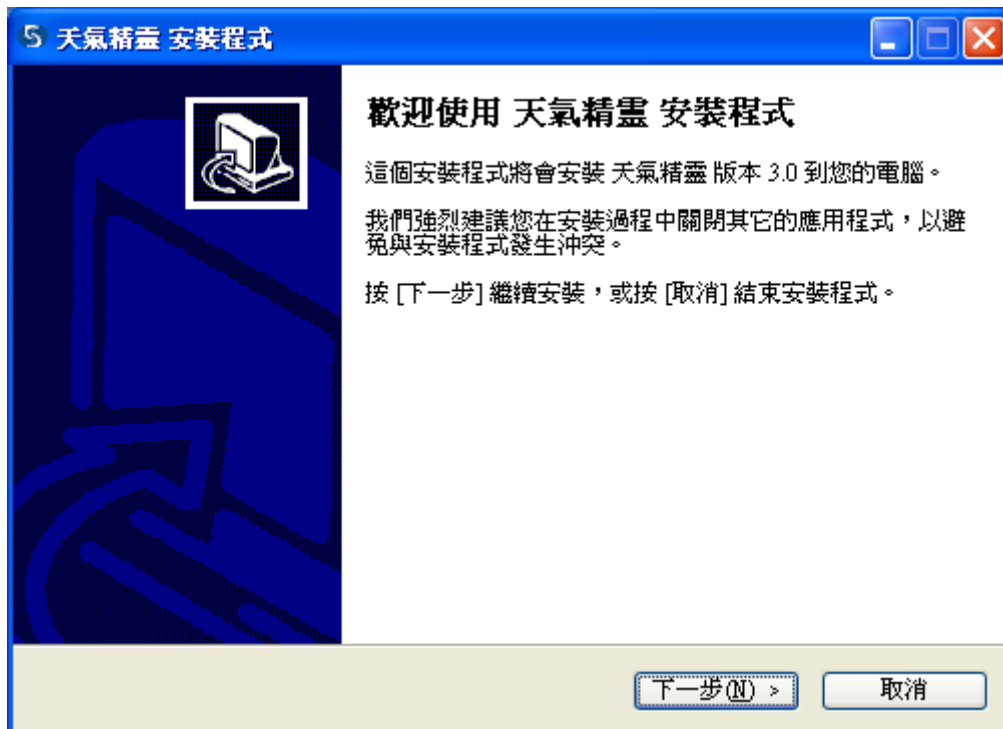 天氣精靈 安裝程式
歡迎使用 天氣精靈 安裝程式
這個安裝程式將會安裝 天氣精靈 版本 3.0 到您的電腦。
我們強烈建議您在安裝過程中關閉其它的應用程式，以避
免與安裝程式發生沖突。
按 [下一步] 繼續安裝，或按 [取消] 結束安裝程式。
下一步(N) >
取消